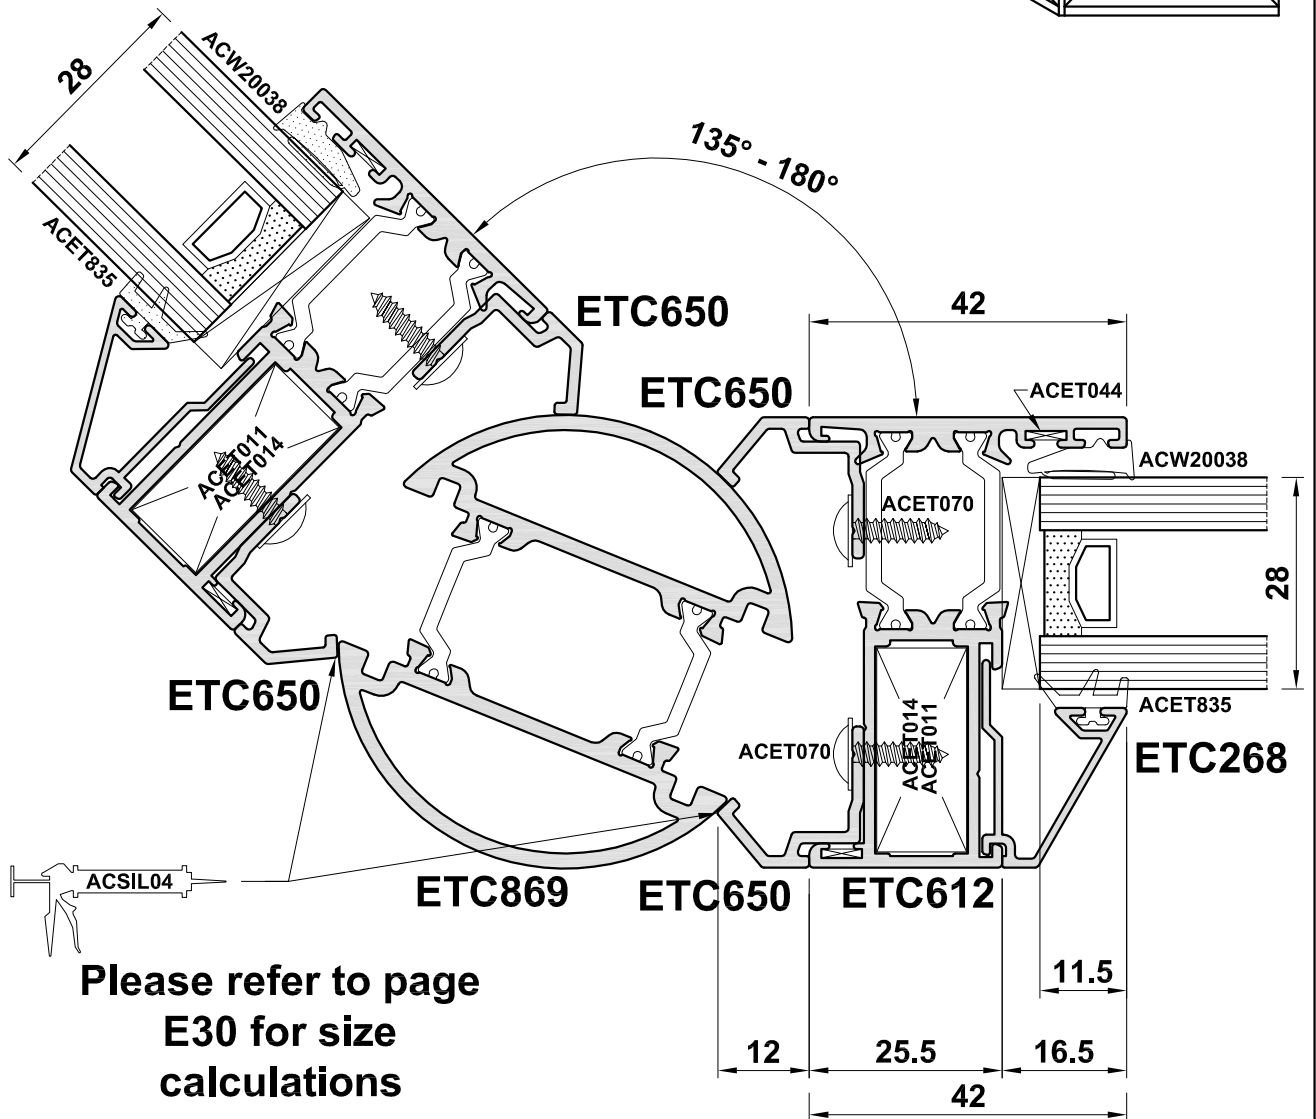 28
ACW20038
135° - 180°
ACET835
ETC650
42
ETC650
ACET044
ACW20038
ACET011
ACET014
ACET070
28
ETC650
ACET014
ACET011
ACET070
ACET835
ETC268
ACSIL04
ETC869
ETC650
ETC612
Please refer to page
E30 for size
calculations
11.5
12
25.5
16.5
42